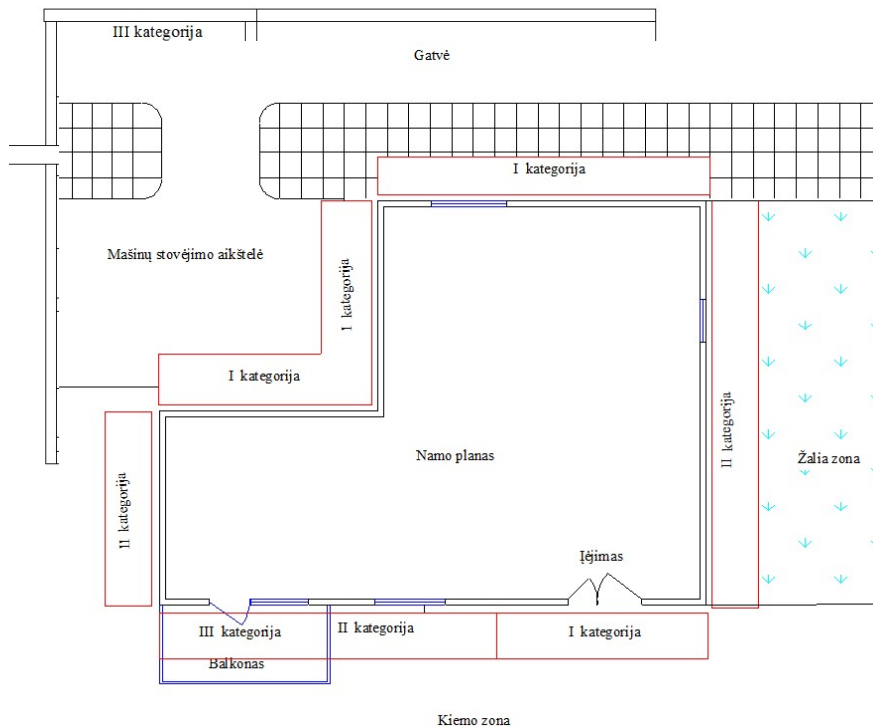 III kategorija
Gatvė
I kategorija
Mašinų stovėjimo aikštelė
I kategorija
I kategorija
II kategorija
II kategorija
Namo planas
Žalia zona
Įėjimas
III kategorija
II kategorija
I kategorija
Balkonas
Kiemo zona